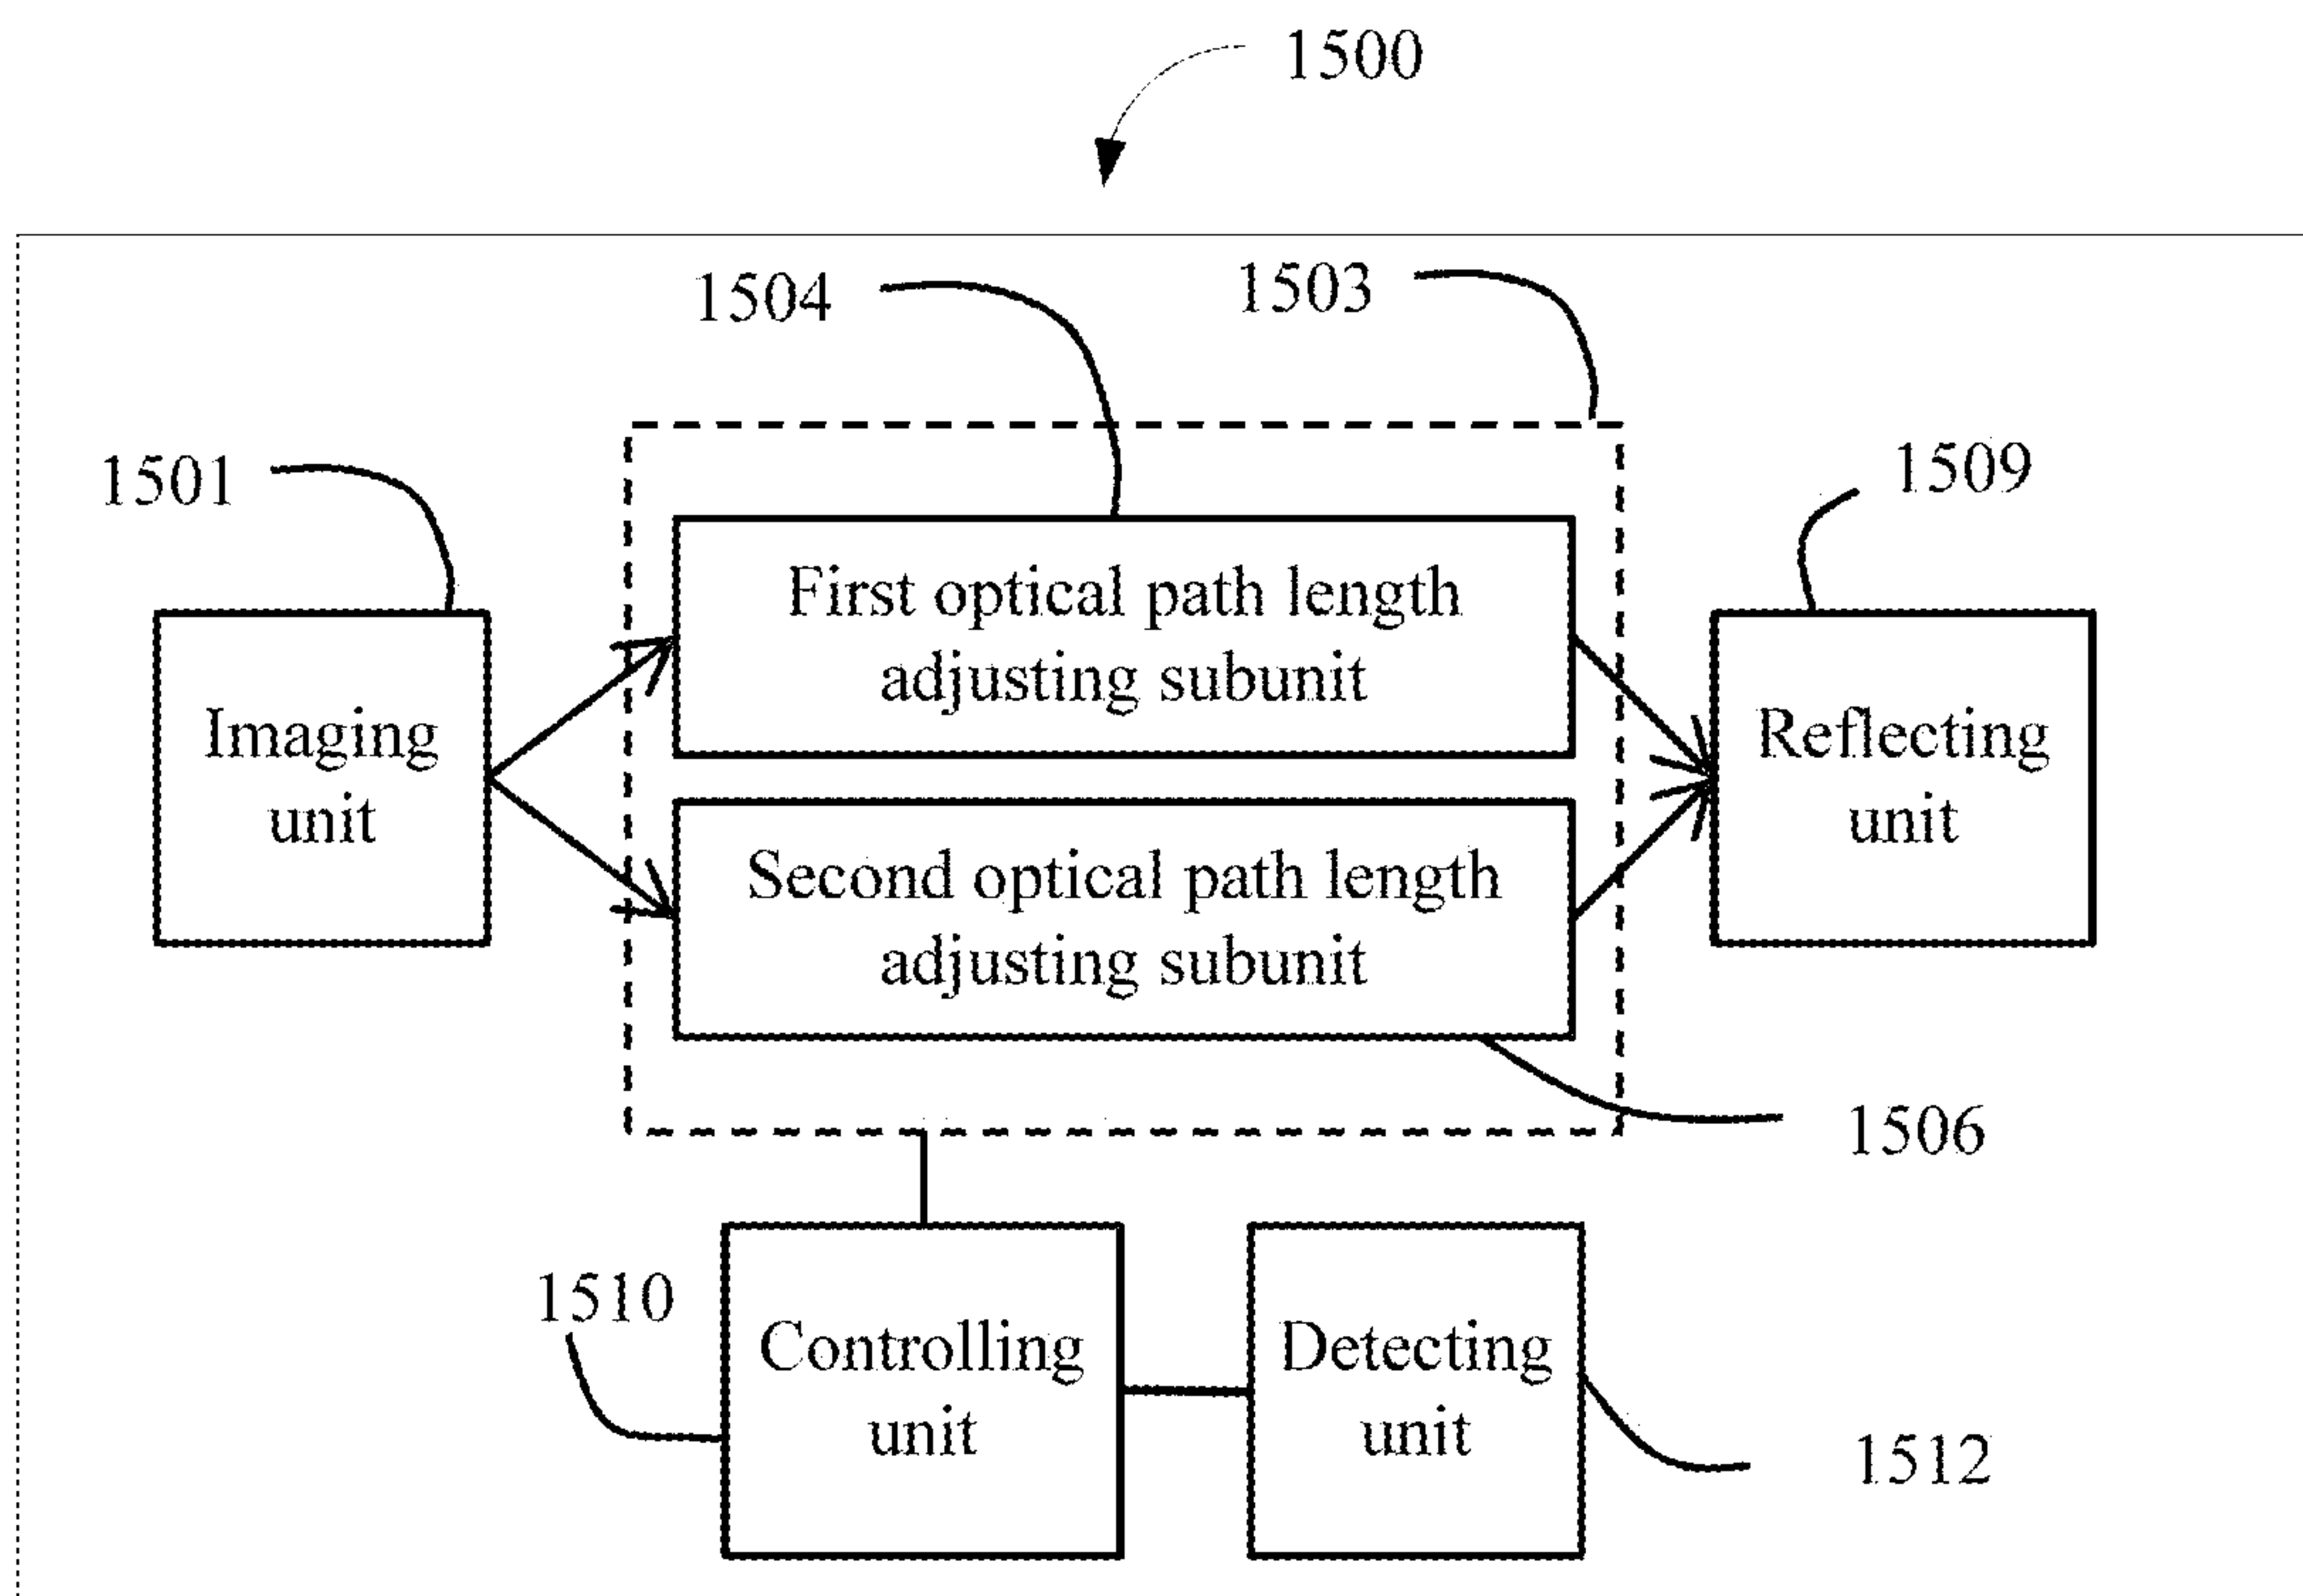 1500
1504
1503
1501
1509
First optical path length
adjusting subunit
Imaging
unit
Reflecting
unit
Second optical path length
adjusting subunit
1506
1510
Controlling
unit
Detecting
unit
1512